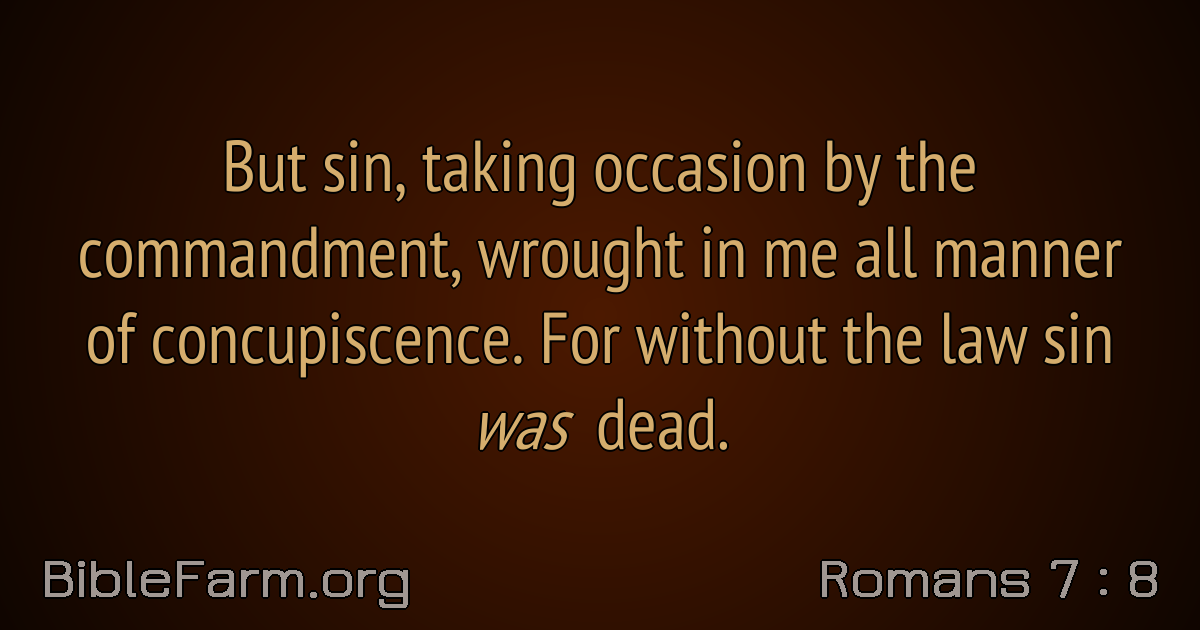 But sin, taking occasion by the
commandment, wrought in me all manner
of concupiscence. For without the law sin
was dead.
BibleFarm.org
Romans 7 : 8